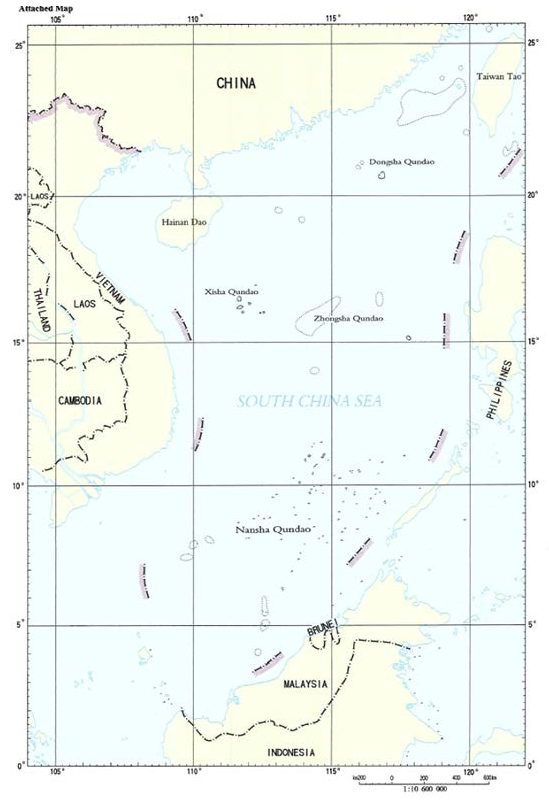 Attached Map
105° 110° 115° 120°
25° 25°
CHINA
Taiwan Tao
Dongsha Qundao
20° 20°
LAOS
Hainan Dao
VIETNAM
Xisha Qundao
LAOS
THAILAND
Zhongsha Qundao
15° 15°
PHILIPPINES
CAMBODIA
SOUTH CHINA SEA
10° 10°
Nansha Qundao
5° 5°
BRUNEI
MALAYSIA
INDONESIA
0° 0°
105° 110° 115° 120°
km200 0 200 400 600km
1:10 600 000